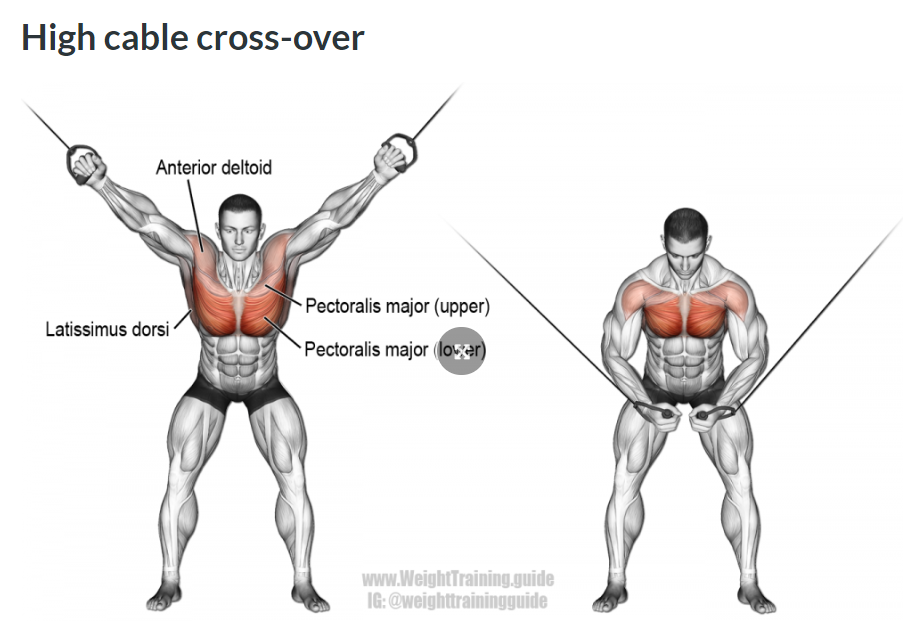 High cable cross-over
Anterior deltoid
Pectoralis major (upper)
Latissimus dorsi
Pectoralis major
www.WeightTraining.guide
IG: @weighttrainingguide